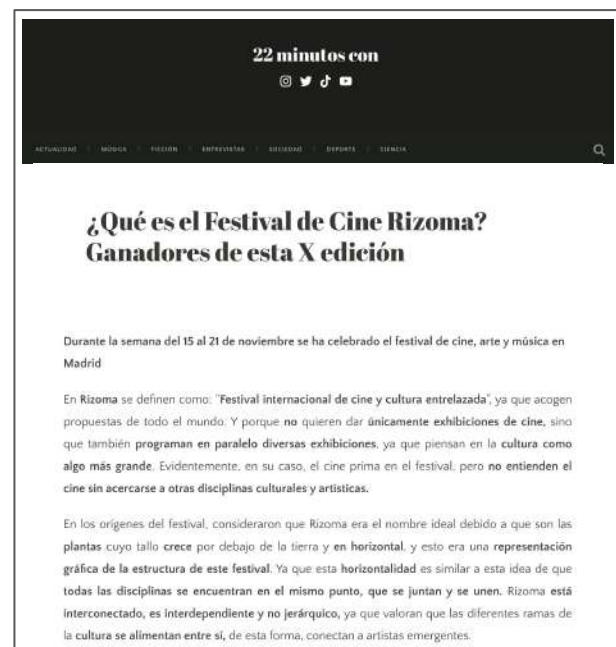 22 minutos con
ACTUALIDAD
MÚSICA
FICCIÓN
ENTREVISTAS
SOCIEDAD
DEPORTE
CIENCIA
¿Qué es el Festival de Cine Rizoma?
Ganadores de esta X edición
Durante la semana del 15 al 21 de noviembre se ha celebrado el festival de cine, arte y música en
Madrid
En Rizoma se definen como: "Festival internacional de cine y cultura entrelazada", ya que acogen
propuestas de todo el mundo. Y porque no quieren dar únicamente exhibiciones de cine, sino
que también programan en paralelo diversas exhibiciones, ya que piensan en la cultura como
algo más grande. Evidentemente, en su caso, el cine prima en el festival, pero no entienden el
cine sin acercarse a otras disciplinas culturales y artísticas.
En los orígenes del festival, consideraron que Rizoma era el nombre ideal debido a que son las
plantas cuyo tallo crece por debajo de la tierra y en horizontal, y esto era una representación
gráfica de la estructura de este festival. Ya que esta horizontalidad es similar a esta idea de que
todas las disciplinas se encuentran en el mismo punto, que se juntan y se unen. Rizoma está
interconectado, es interdependiente y no jerárquico, ya que valoran que las diferentes ramas de
la cultura se alimentan entre sí, de esta forma, conectan a artistas emergentes.